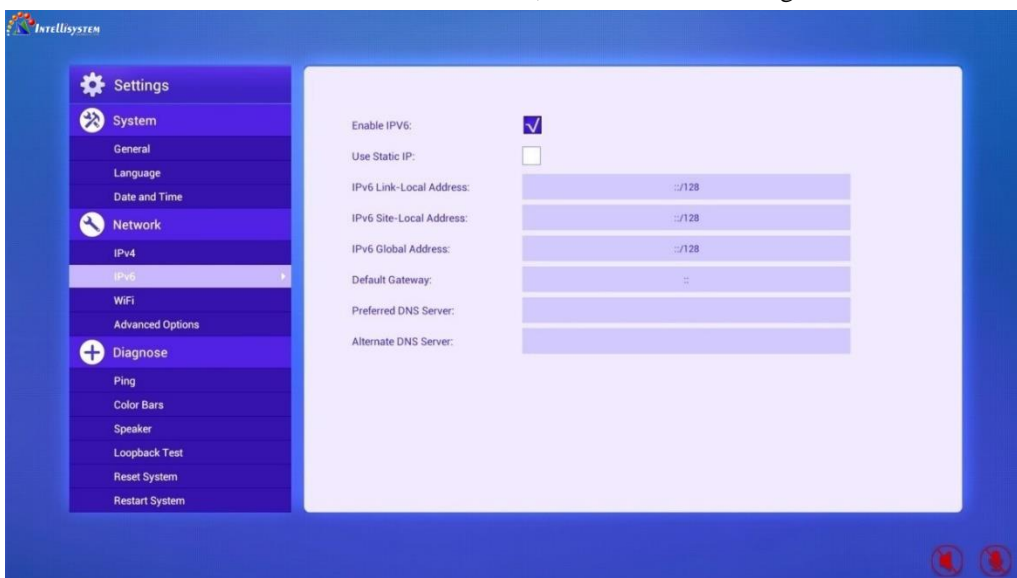 INTELLISYSTEM
Settings
System
General
Language
Date and Time
Network
IPv4
IPv6
WiFi
Advanced Options
Diagnose
Ping
Color Bars
Speaker
Loopback Test
Reset System
Restart System
Enable IPV6:
Use Static IP:
IPv6 Link-Local Address: ::/128
IPv6 Site-Local Address: ::/128
IPv6 Global Address: ::/128
Default Gateway: ::
Preferred DNS Server:
Alternate DNS Server: